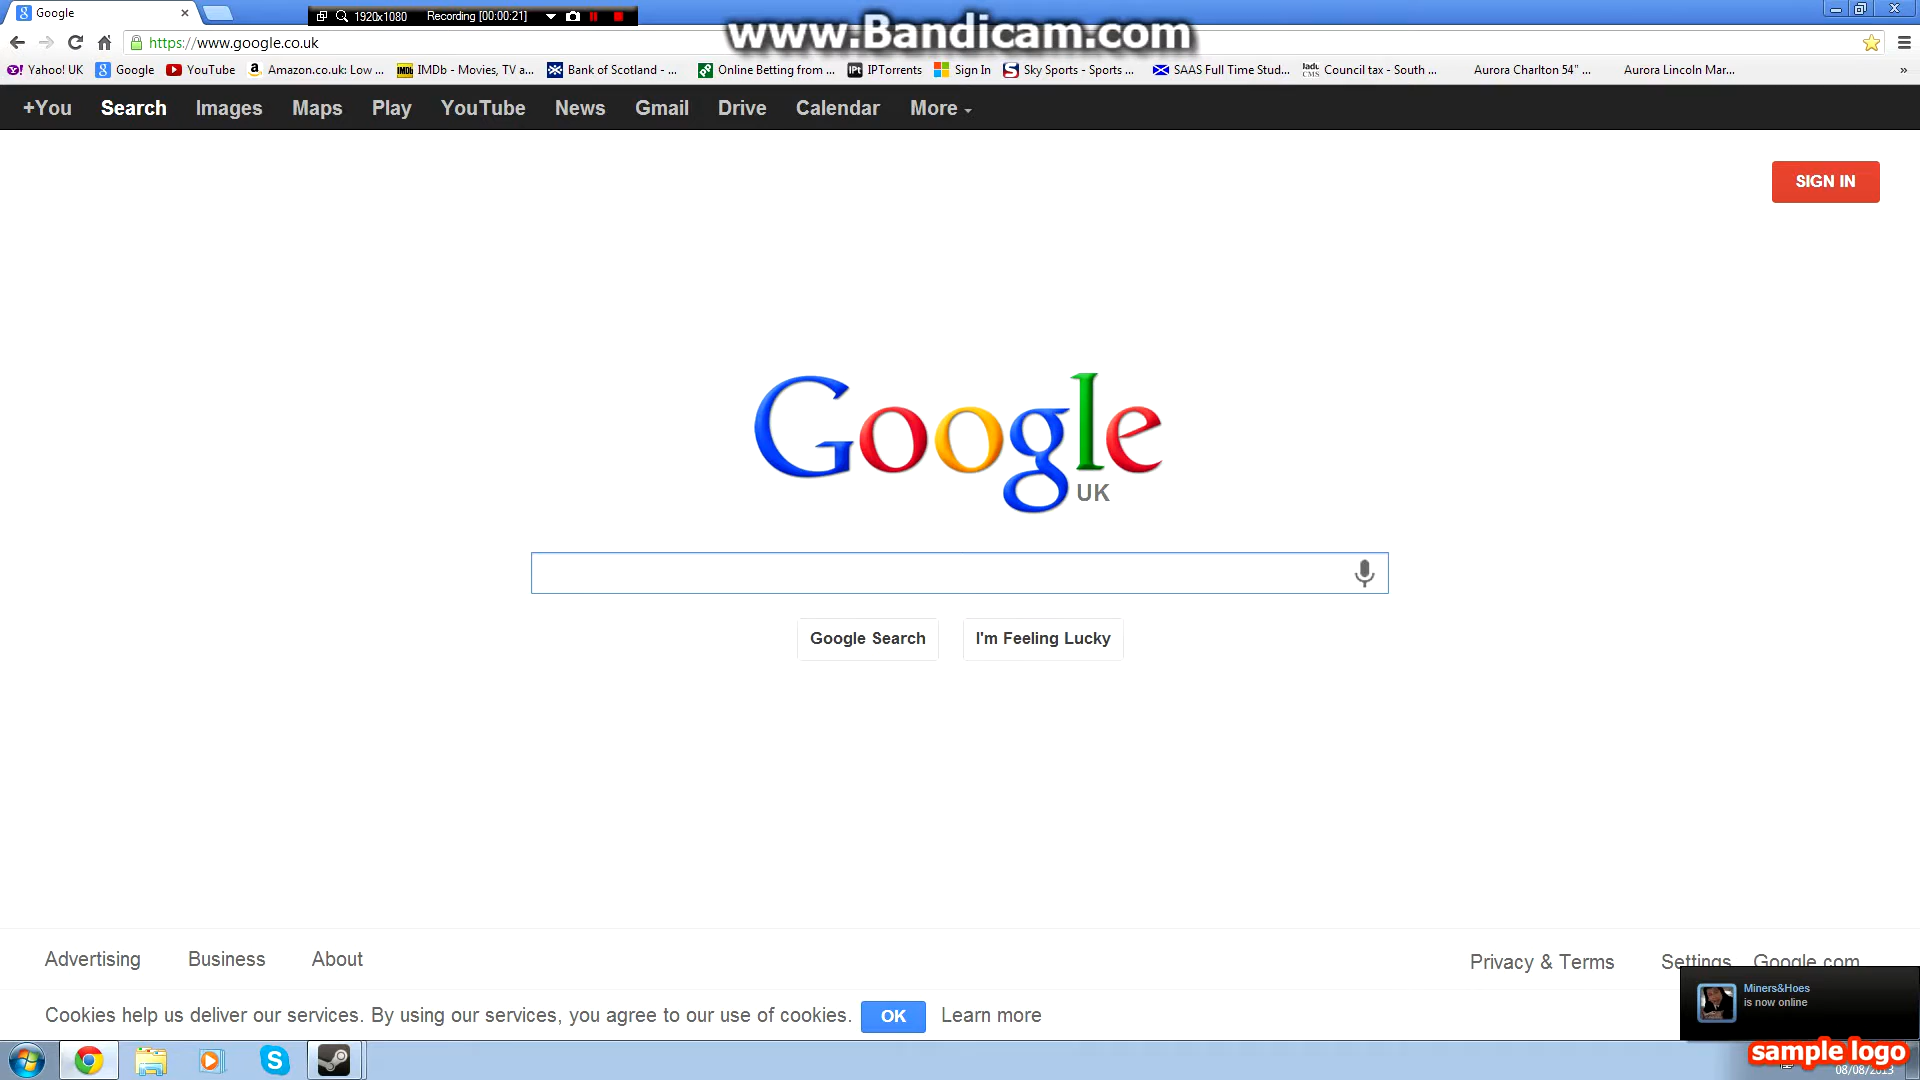 Google
1920x1080 Recording [00:00:21]
www.Bandicam.com
https://www.google.co.uk
Yahoo! UK Google YouTube Amazon.co.uk: Low ... IMDb - Movies, TV a... Bank of Scotland - ... Online Betting from ... IPTorrents Sign In Sky Sports - Sports ... SAAS Full Time Stud... Council tax - South ... Aurora Charlton 54" ... Aurora Lincoln Mar... »
+You Search Images Maps Play YouTube News Gmail Drive Calendar More
SIGN IN
Google
UK
Google Search I'm Feeling Lucky
Advertising Business About Privacy & Terms Settings Google.com
Miners&Hoes
is now online
Cookies help us deliver our services. By using our services, you agree to our use of cookies. OK Learn more
sample logo
08/08/2013